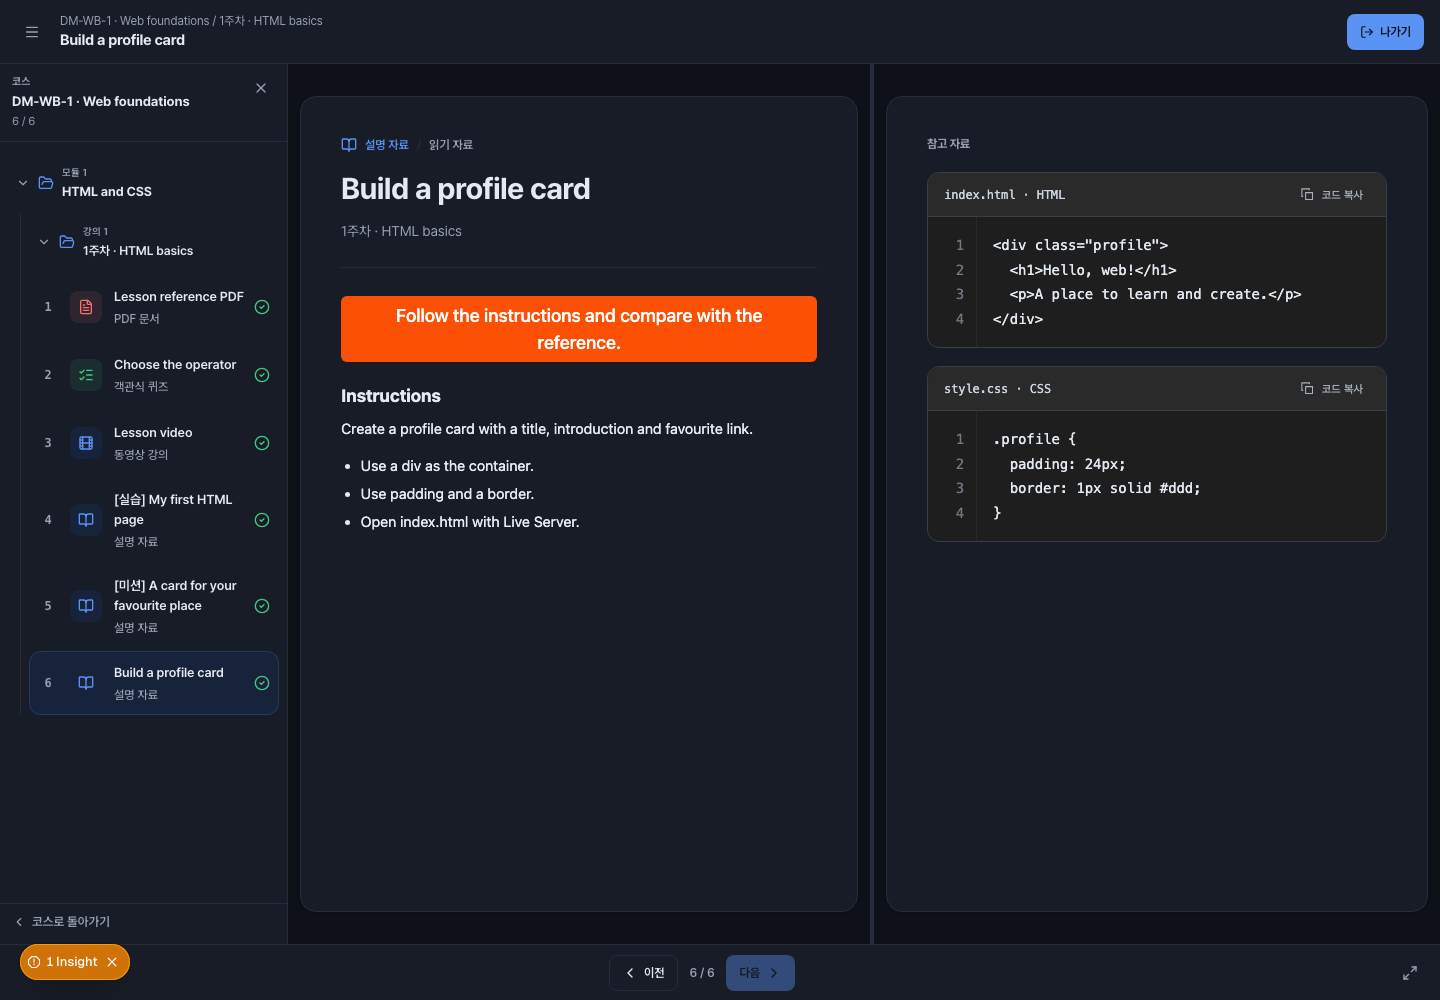 DM-WB-1 · Web foundations / 1주차 · HTML basics
Build a profile card
나가기
코스
DM-WB-1 · Web foundations
6 / 6
모듈 1
HTML and CSS
강의 1
1주차 · HTML basics
1
Lesson reference PDF
PDF 문서
2
Choose the operator
객관식 퀴즈
3
Lesson video
동영상 강의
4
[실습] My first HTML
page
설명 자료
5
[미션] A card for your
favourite place
설명 자료
6
Build a profile card
설명 자료
코스로 돌아가기
1 Insight
설명 자료 / 읽기 자료
Build a profile card
1주차 · HTML basics
Follow the instructions and compare with the
reference.
Instructions
Create a profile card with a title, introduction and favourite link.
• Use a div as the container.
• Use padding and a border.
• Open index.html with Live Server.
참고 자료
index.html · HTML
코드 복사
1 <div class="profile">
2   <h1>Hello, web!</h1>
3   <p>A place to learn and create.</p>
4 </div>
style.css · CSS
코드 복사
1 .profile {
2   padding: 24px;
3   border: 1px solid #ddd;
4 }
이전
6 / 6
다음